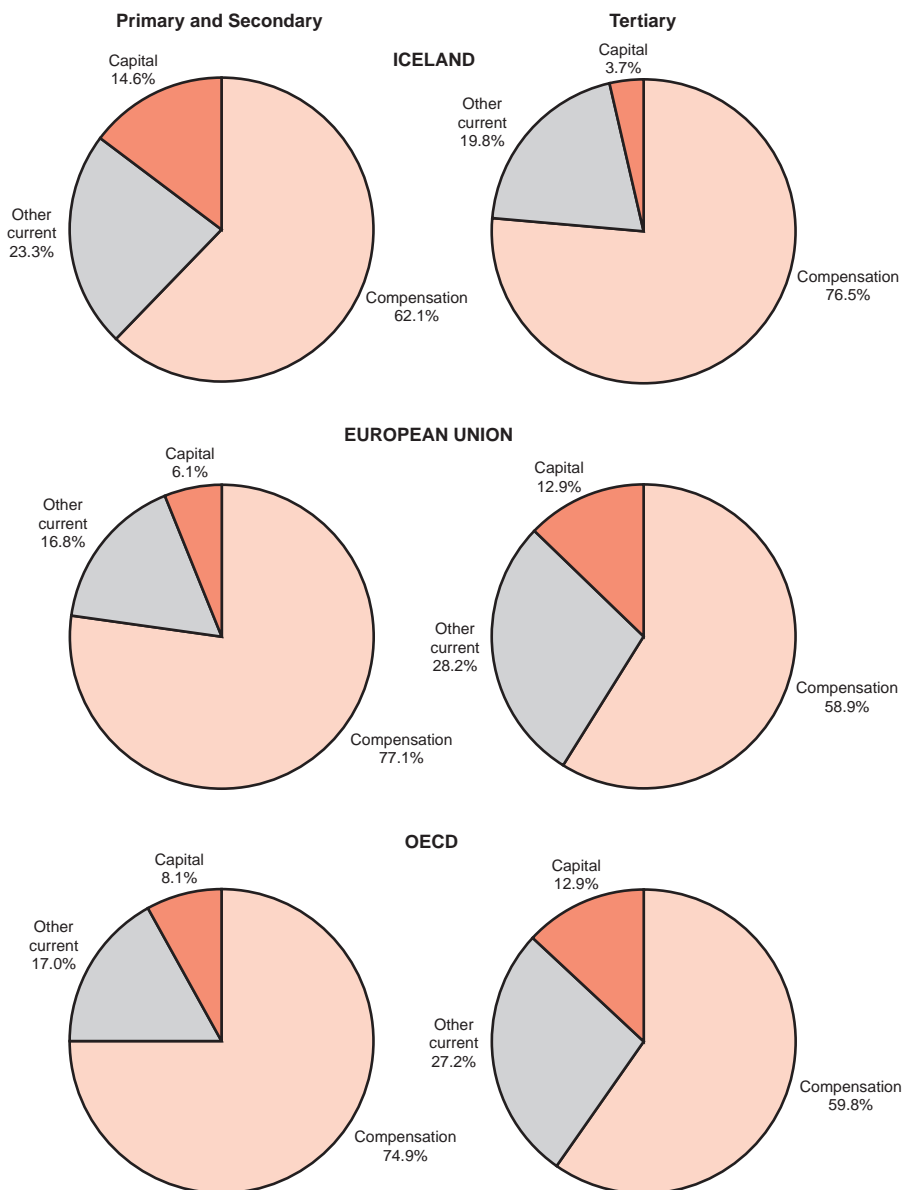 Primary and Secondary
Tertiary
ICELAND
Capital
14.6%
Other
current
23.3%
Compensation
62.1%
Capital
3.7%
Other
current
19.8%
Compensation
76.5%
EUROPEAN UNION
Capital
6.1%
Other
current
16.8%
Compensation
77.1%
Capital
12.9%
Other
current
28.2%
Compensation
58.9%
OECD
Capital
8.1%
Other
current
17.0%
Compensation
74.9%
Capital
12.9%
Other
current
27.2%
Compensation
59.8%